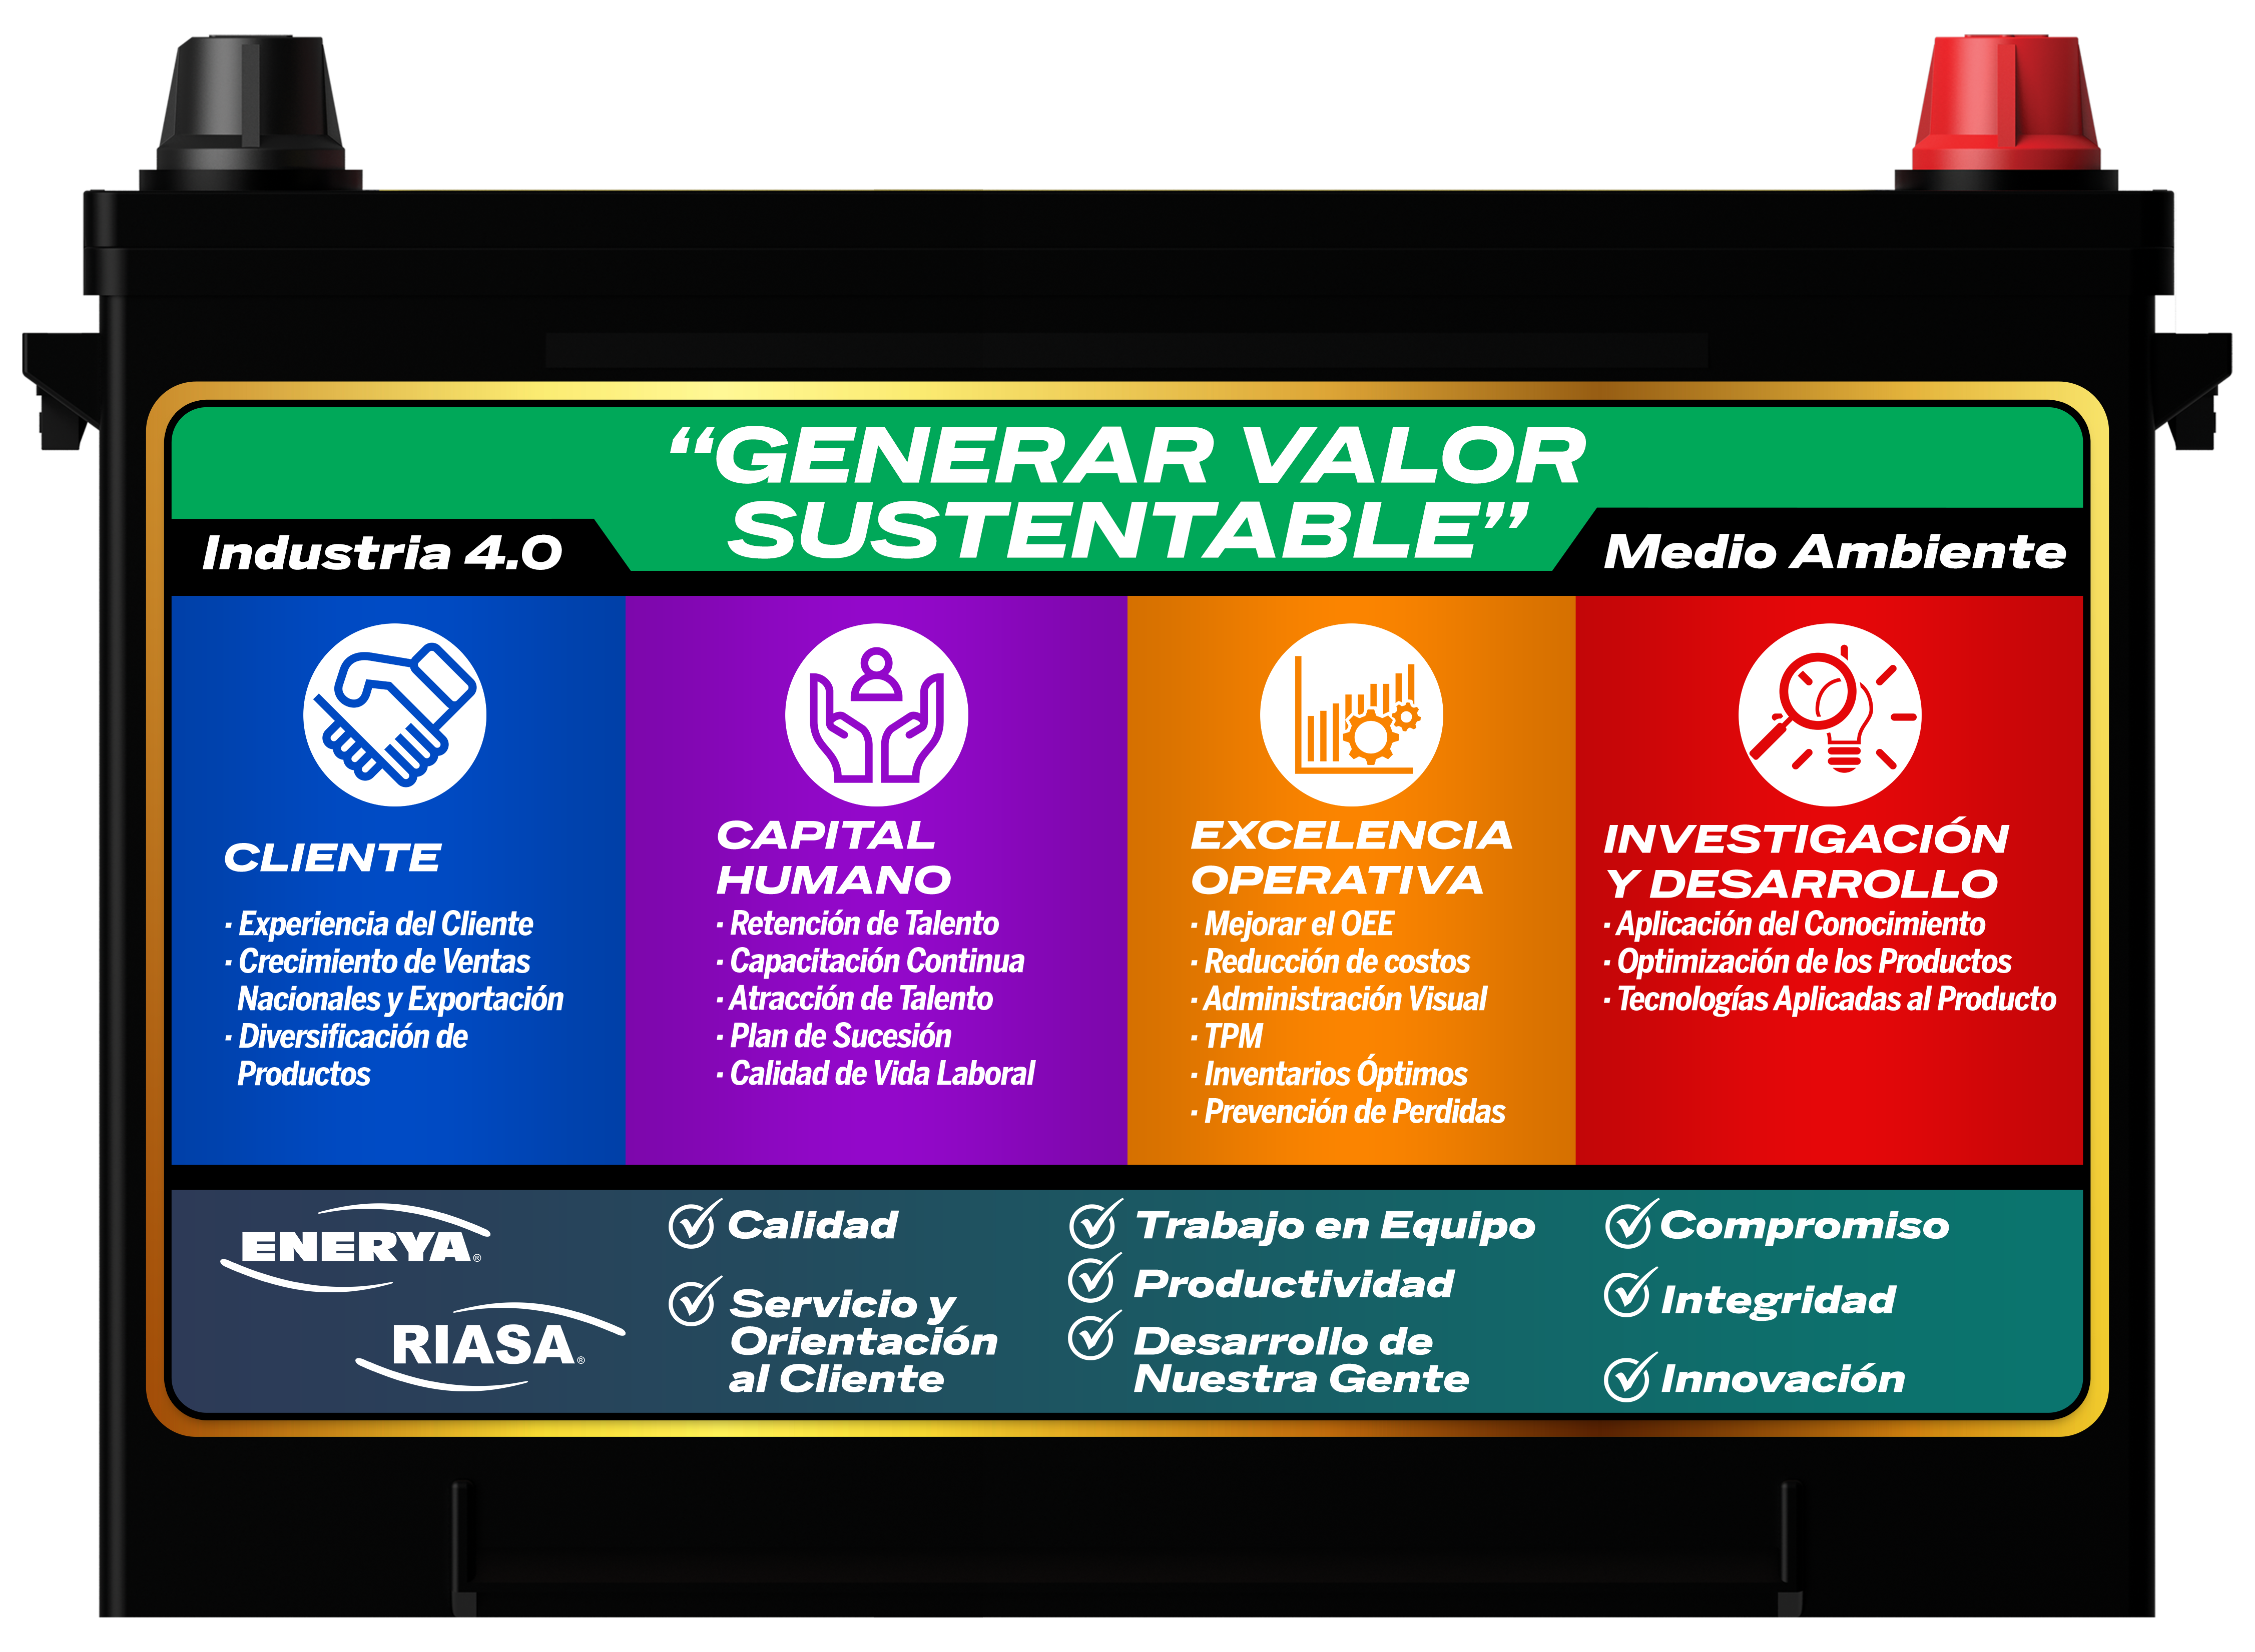 “GENERAR VALOR
SUSTENTABLE”
Industria 4.0
Medio Ambiente
CLIENTE
· Experiencia del Cliente
· Crecimiento de Ventas
Nacionales y Exportación
· Diversificación de
Productos
CAPITAL
HUMANO
· Retención de Talento
· Capacitación Continua
· Atracción de Talento
· Plan de Sucesión
· Calidad de Vida Laboral
EXCELENCIA
OPERATIVA
· Mejorar el OEE
· Reducción de costos
· Administración Visual
· TPM
· Inventarios Óptimos
· Prevención de Perdidas
INVESTIGACIÓN
Y DESARROLLO
· Aplicación del Conocimiento
· Optimización de los Productos
· Tecnologías Aplicadas al Producto
ENERYA®
RIASA®
Calidad
Servicio y
Orientación
al Cliente
Trabajo en Equipo
Productividad
Desarrollo de
Nuestra Gente
Compromiso
Integridad
Innovación